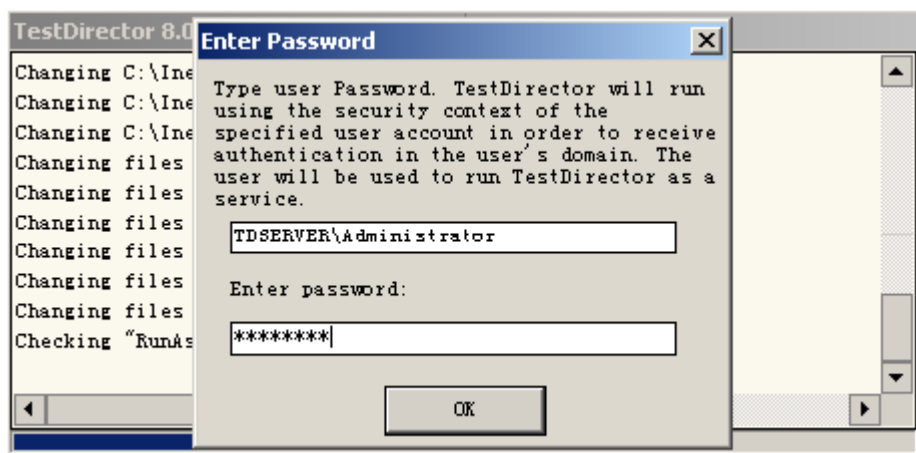 TestDirector 8.0
Enter Password
Changing C:\Ine
Changing C:\Ine
Changing C:\Ine
Changing files
Changing files
Changing files
Changing files
Changing files
Changing files
Checking "RunAs
Type user Password. TestDirector will run
using the security context of the
specified user account in order to receive
authentication in the user's domain. The
user will be used to run TestDirector as a
service.
TDSERVER\Administrator
Enter password:
********
OK